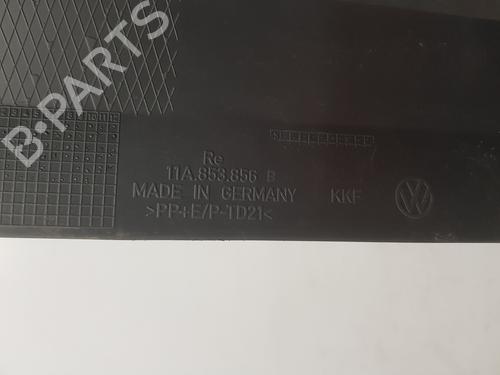 B-PARTS
Re
11A.853.856 B
MADE IN GERMANY
KKF
>PP+E/P-TD21<